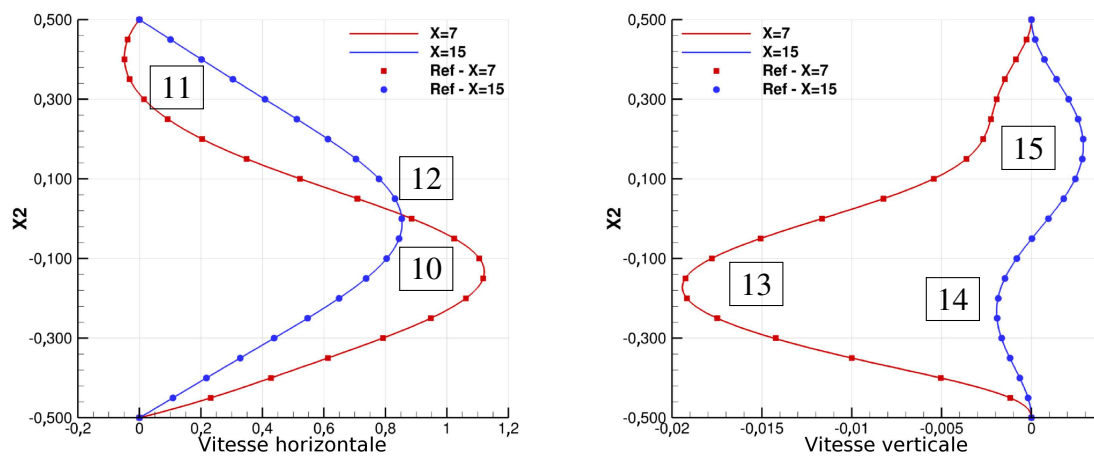 0,500
0,300
0,100
-0,100
-0,300
-0,500
X2
-0,2 0 0,2 0,4 0,6 0,8 1 1,2
Vitesse horizontale
X=7
X=15
Ref - X=7
Ref - X=15
11
12
10
0,500
0,300
0,100
-0,100
-0,300
-0,500
X2
-0,02 -0,015 -0,01 -0,005 0
Vitesse verticale
X=7
X=15
Ref - X=7
Ref - X=15
15
13
14